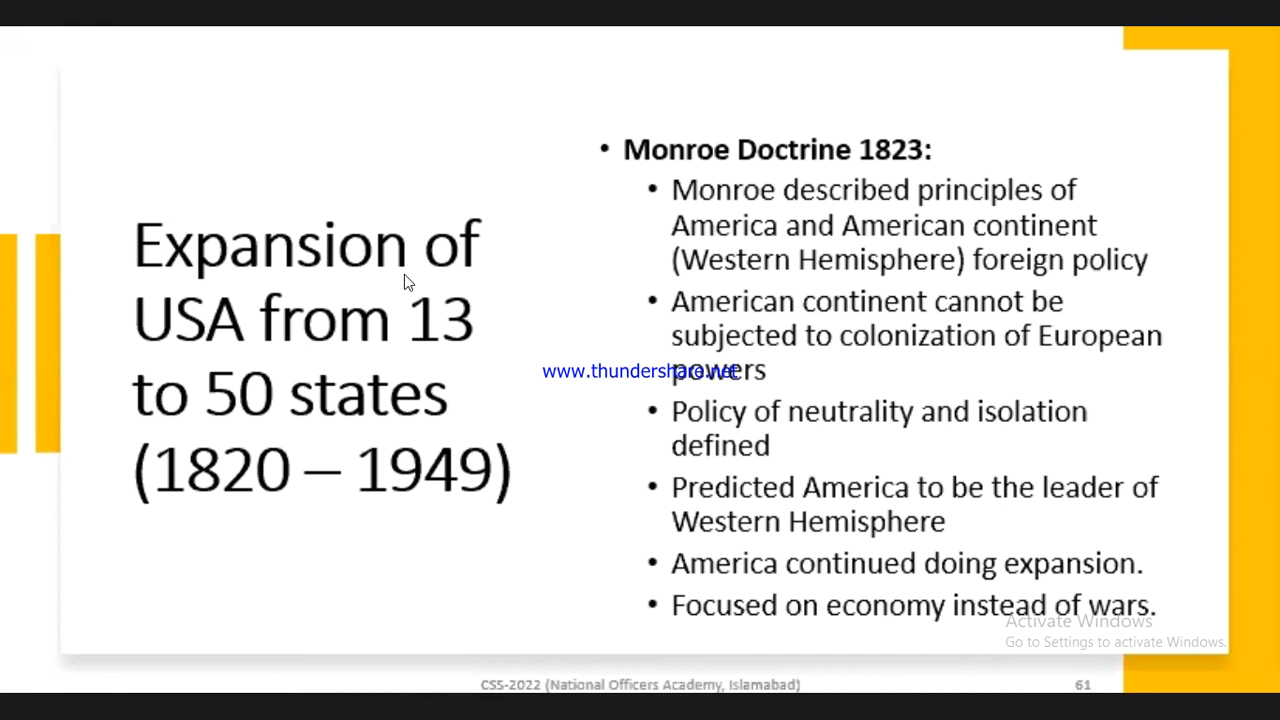 Expansion of
USA from 13
to 50 states
(1820 – 1949)
• Monroe Doctrine 1823:
• Monroe described principles of
America and American continent
(Western Hemisphere) foreign policy
• American continent cannot be
subjected to colonization of European
powers
www.thundershare.net
• Policy of neutrality and isolation
defined
• Predicted America to be the leader of
Western Hemisphere
• America continued doing expansion.
• Focused on economy instead of wars.
Activate Windows
Go to Settings to activate Windows.
CSS-2022 (National Officers Academy, Islamabad)
61